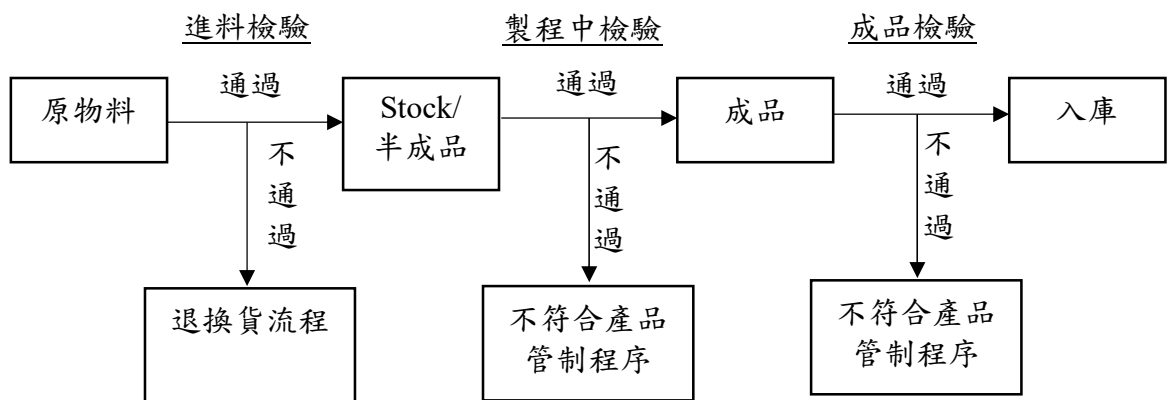 進料檢驗
製程中檢驗
成品檢驗
原物料
通過
Stock/
半成品
通過
成品
通過
入庫
不
通
過
不
通
過
不
通
過
退換貨流程
不符合產品
管制程序
不符合產品
管制程序